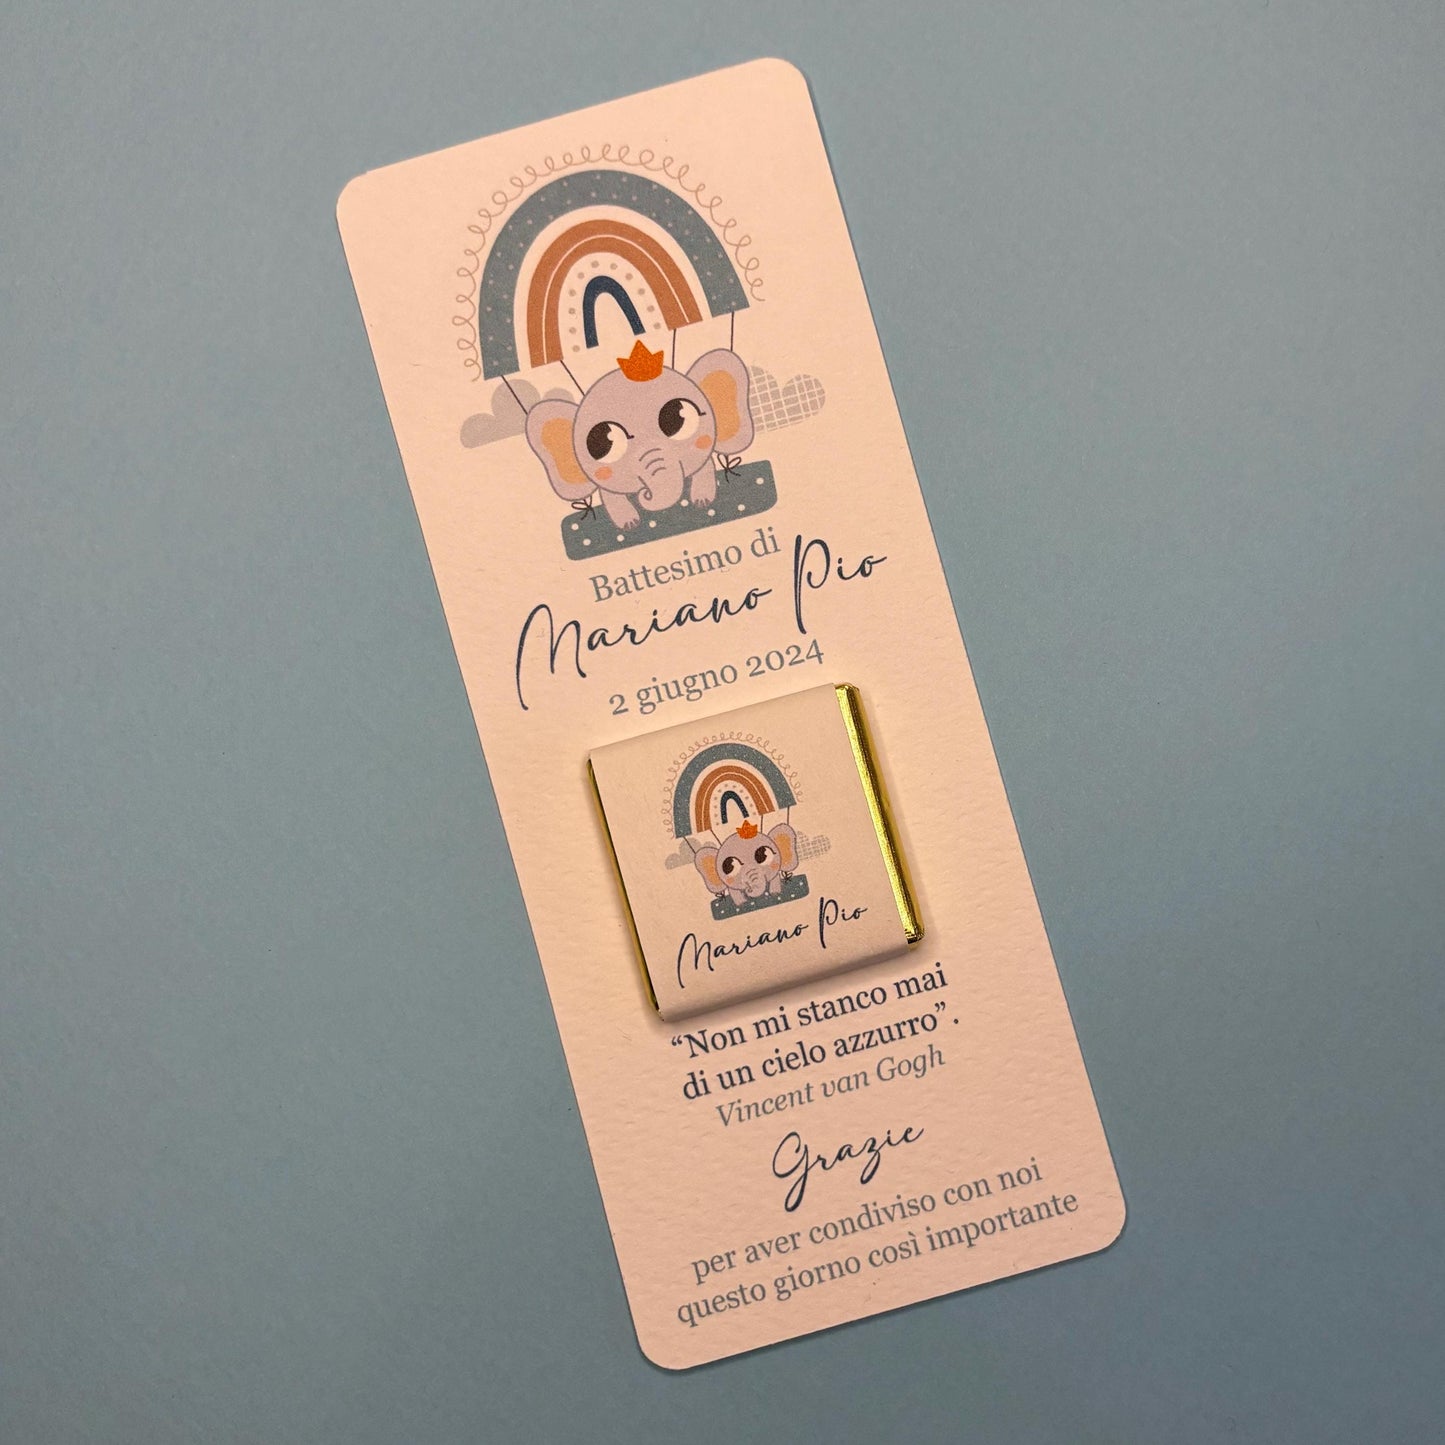 Battesimo di
Mariano Pio
2 giugno 2024
Mariano Pio
“Non mi stanco mai
di un cielo azzurro”.
Vincent van Gogh
Grazie
per aver condiviso con noi
questo giorno così importante